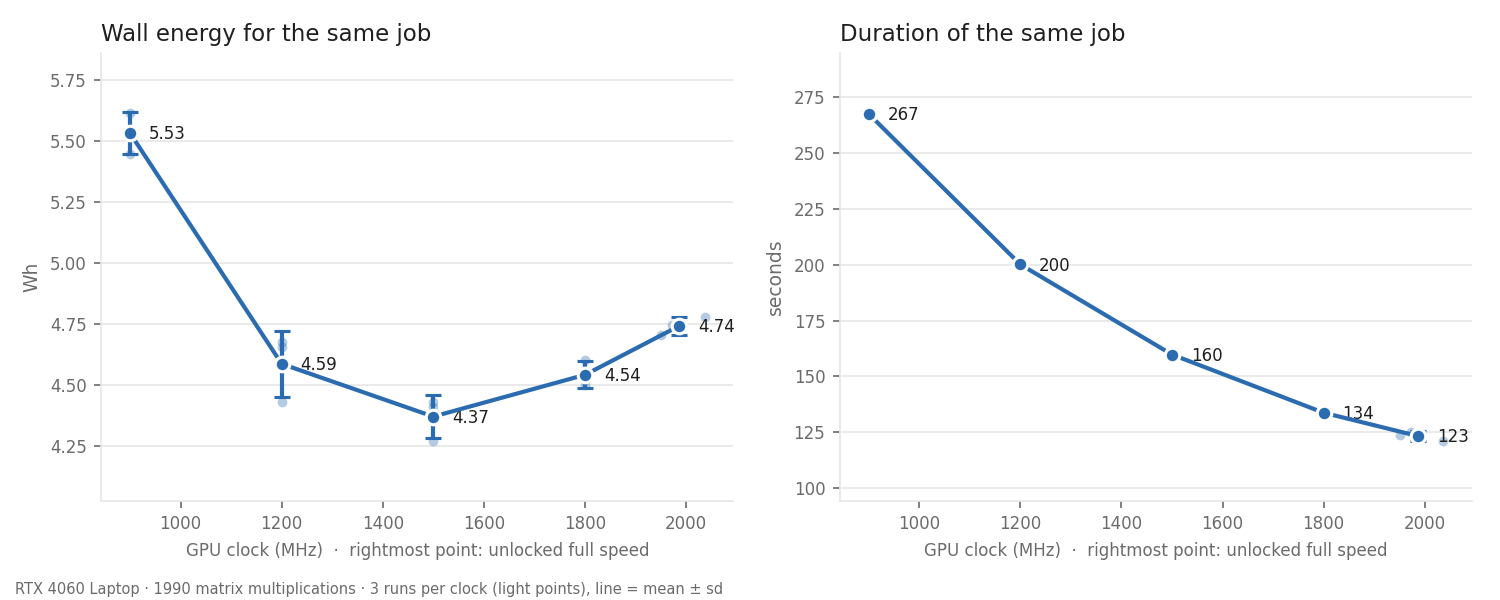 Wall energy for the same job
Wh
5.75
5.50
5.25
5.00
4.75
4.50
4.25
5.53
4.59
4.37
4.54
4.74
1000 1200 1400 1600 1800 2000
GPU clock (MHz) · rightmost point: unlocked full speed
Duration of the same job
seconds
275
250
225
200
175
150
125
100
267
200
160
134
123
1000 1200 1400 1600 1800 2000
GPU clock (MHz) · rightmost point: unlocked full speed
RTX 4060 Laptop · 1990 matrix multiplications · 3 runs per clock (light points), line = mean ± sd